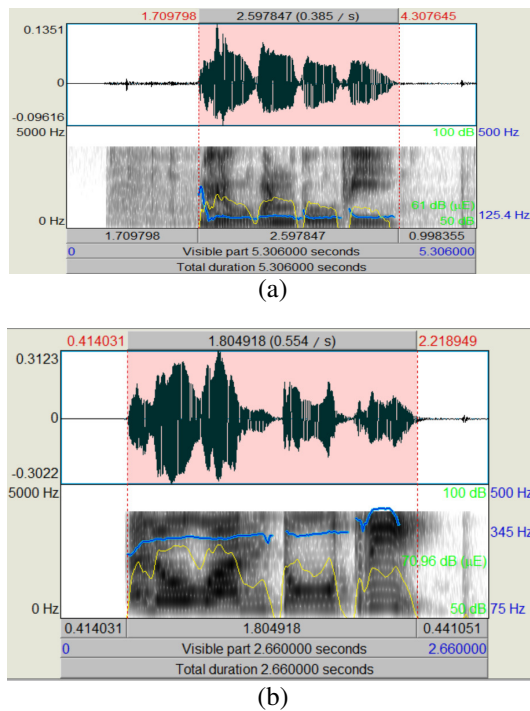 1.709798 2.597847 (0.385 / s) 4.307645
0.1351
0
-0.09616
5000 Hz 100 dB 500 Hz
61 dB (µE)
0 Hz 50 dB 125.4 Hz
1.709798 2.597847 0.998355
0 Visible part 5.306000 seconds 5.306000
Total duration 5.306000 seconds
(a)
0.414031 1.804918 (0.554 / s) 2.218949
0.3123
0
-0.3022
5000 Hz 100 dB 500 Hz
345 Hz
70.96 dB (µE)
0 Hz 50 dB 75 Hz
0.414031 1.804918 0.441051
0 Visible part 2.660000 seconds 2.660000
Total duration 2.660000 seconds
(b)